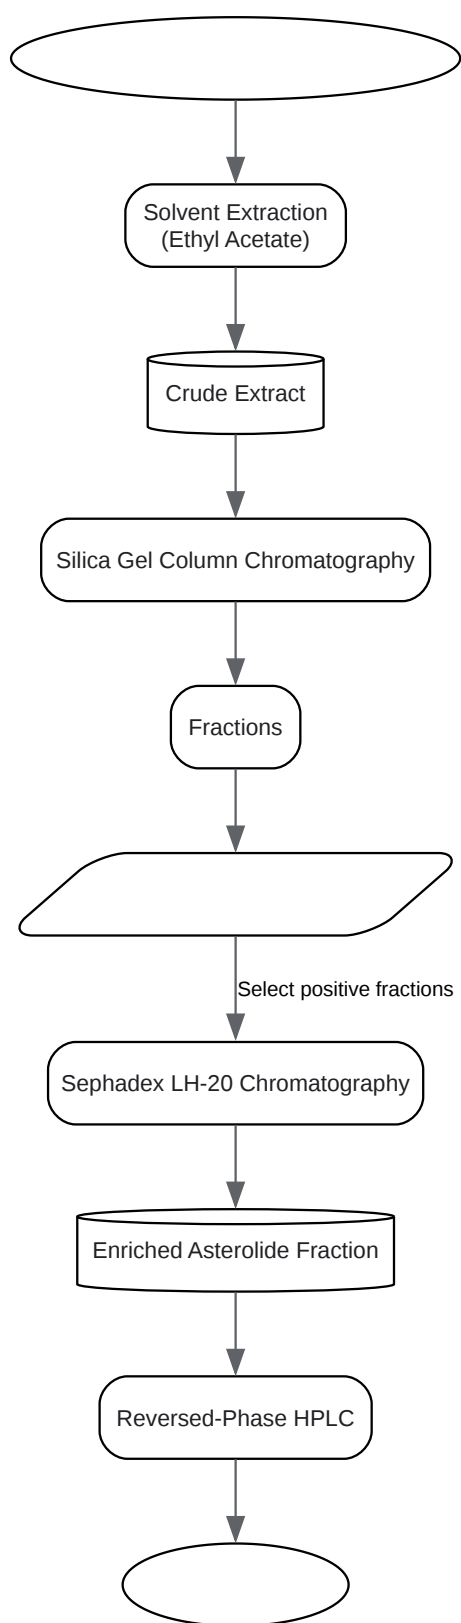 Solvent Extraction
(Ethyl Acetate)
Crude Extract
Silica Gel Column Chromatography
Fractions
Select positive fractions
Sephadex LH-20 Chromatography
Enriched Asterolide Fraction
Reversed-Phase HPLC